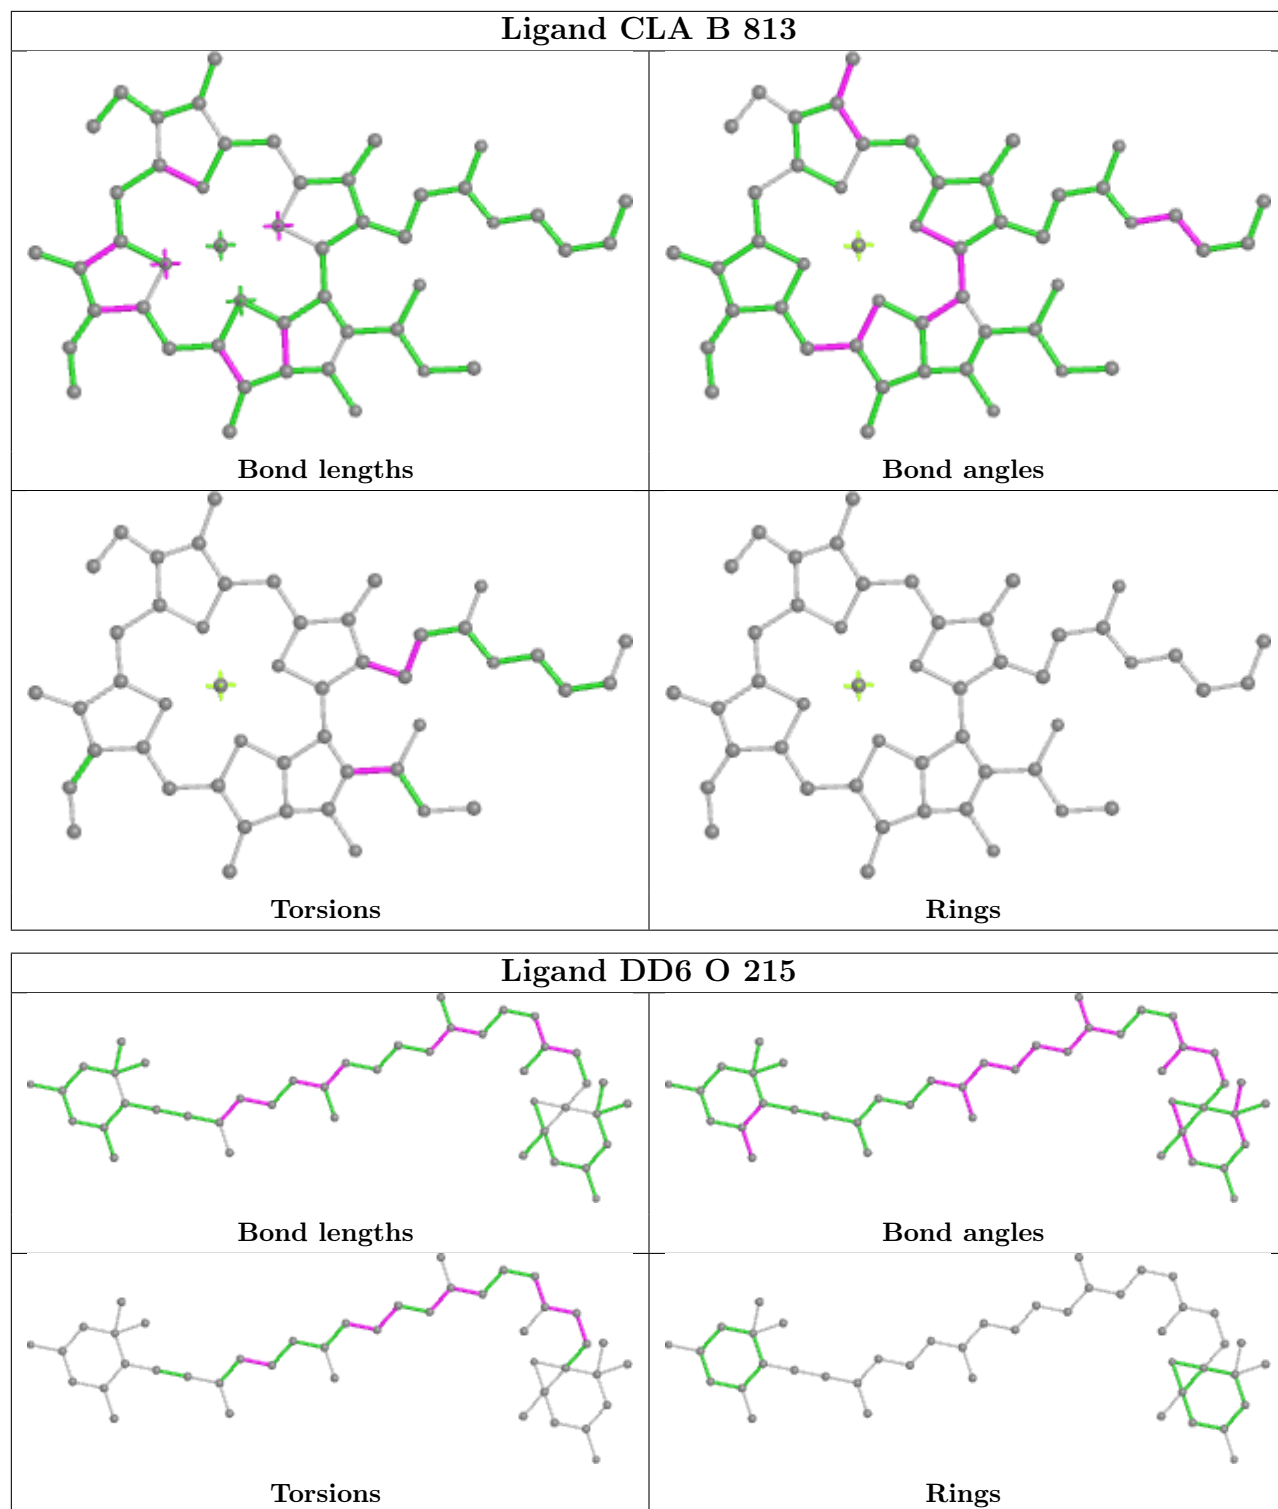 Ligand CLA B 813
Bond lengths
Bond angles
Torsions
Rings
Ligand DD6 O 215
Bond lengths
Bond angles
Torsions
Rings